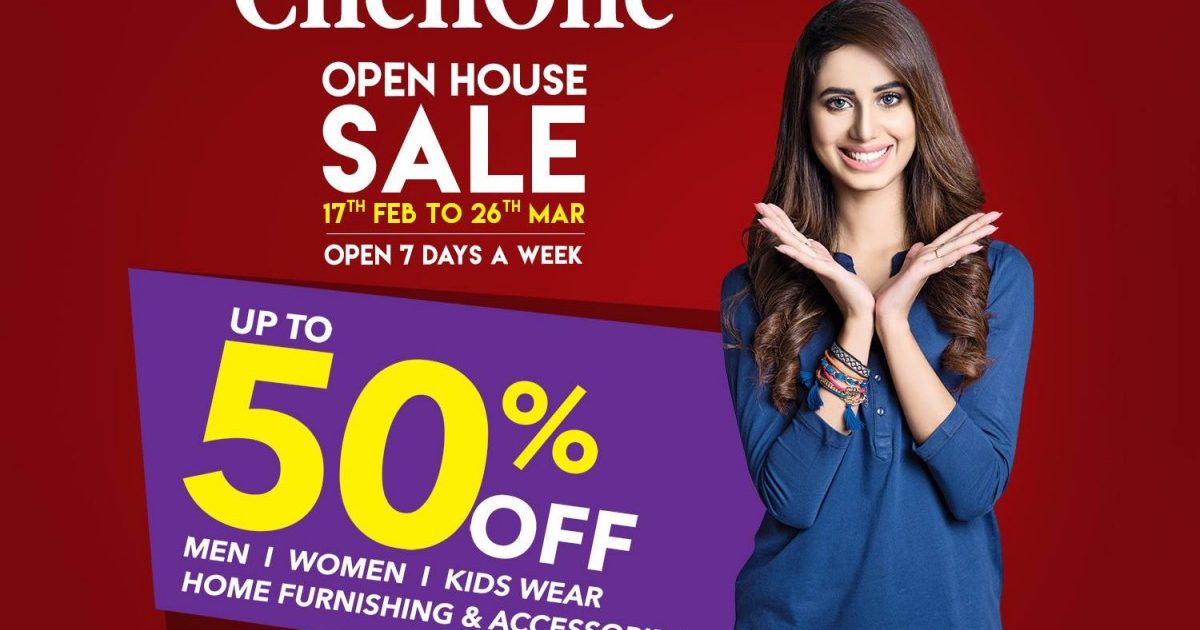 OPEN HOUSE
SALE
17TH FEB TO 26TH MAR
OPEN 7 DAYS A WEEK
UP TO
50%
OFF
MEN | WOMEN | KIDS WEAR
HOME FURNISHING &